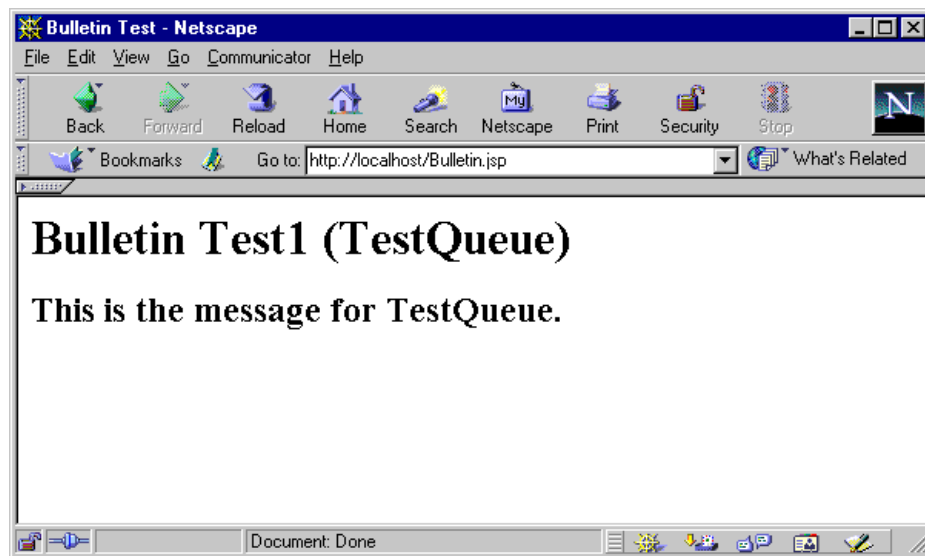 Bulletin Test - Netscape
File Edit View Go Communicator Help
Back Forward Reload Home Search Netscape Print Security Stop
My
N
Bookmarks Go to: http://localhost/Bulletin.jsp What's Related
Bulletin Test1 (TestQueue)
This is the message for TestQueue.
Document: Done